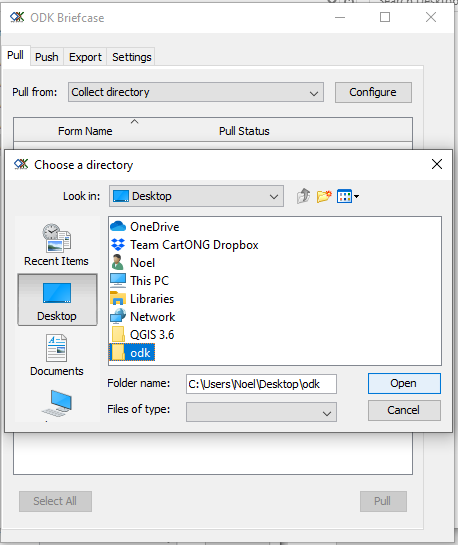 Search Desktop
ODK Briefcase
Pull Push Export Settings
Pull from: Collect directory Configure
Form Name Pull Status
Choose a directory
Look in: Desktop
Recent Items
Desktop
Documents
OneDrive
Team CartONG Dropbox
Noel
This PC
Libraries
Network
QGIS 3.6
odk
Folder name: C:\Users\Noel\Desktop\odk Open
Files of type: Cancel
Select All Pull